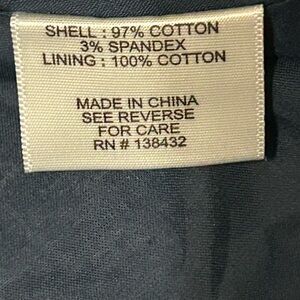 SHELL : 97% COTTON
3% SPANDEX
LINING : 100% COTTON
MADE IN CHINA
SEE REVERSE
FOR CARE
RN # 138432